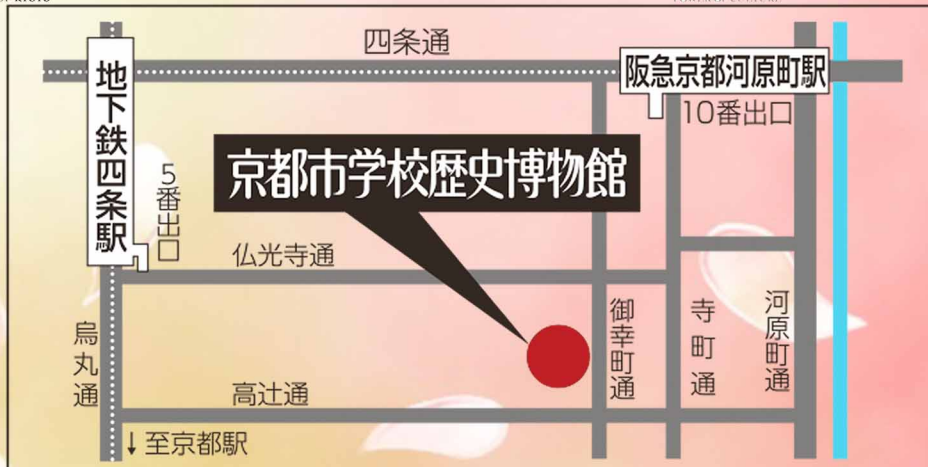 四条通
地下鉄四条駅
5番出口
阪急京都河原町駅
10番出口
京都市学校歴史博物館
仏光寺通
烏丸通
御幸町通
寺町通
河原町通
高辻通
↓至京都駅